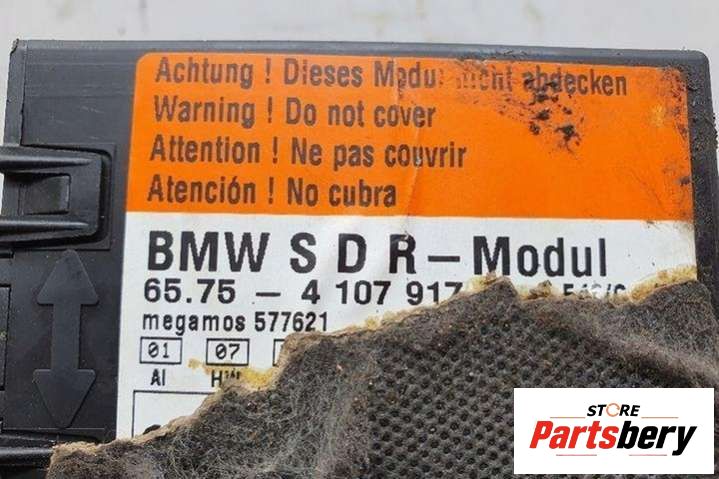 Achtung ! Dieses Modul nicht abdecken
Warning ! Do not cover
Attention ! Ne pas couvrir
Atención ! No cubra
BMW S D R – Modul
65.75 – 4 107 917
megamos 577621
01 07
AI HW
STORE
Partsbery